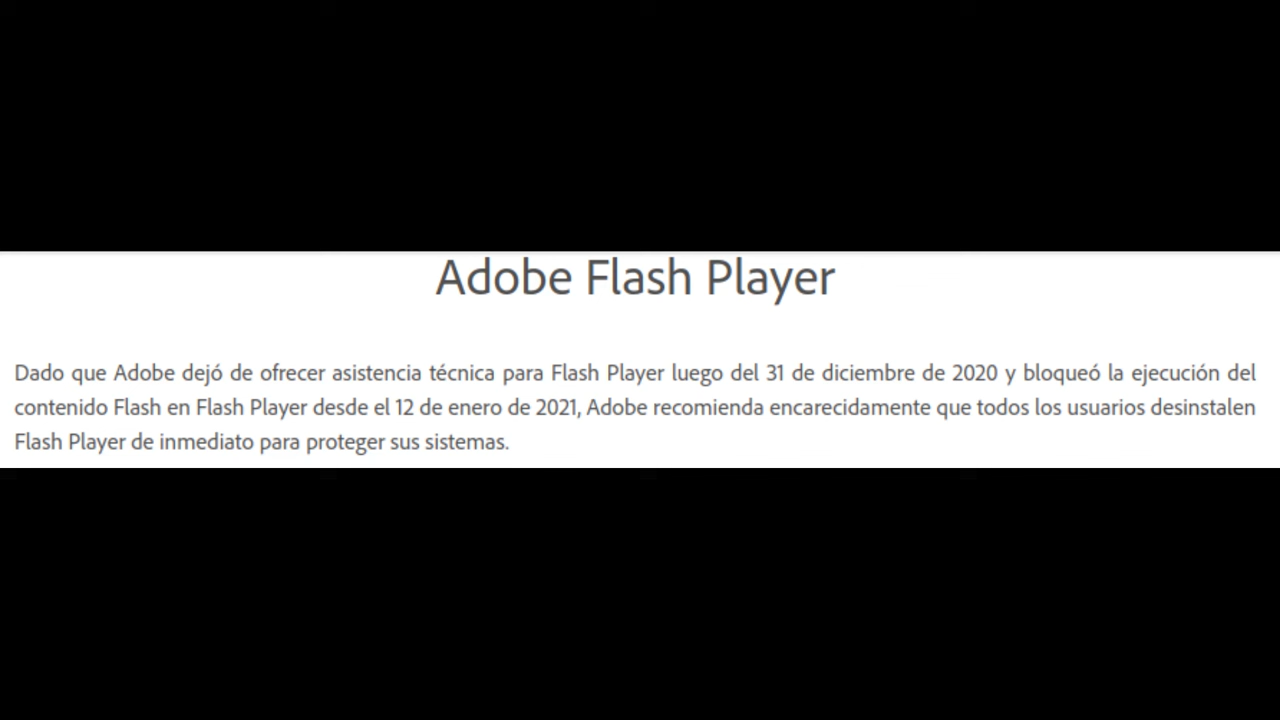 Adobe Flash Player
Dado que Adobe dejó de ofrecer asistencia técnica para Flash Player luego del 31 de diciembre de 2020 y bloqueó la ejecución del
contenido Flash en Flash Player desde el 12 de enero de 2021, Adobe recomienda encarecidamente que todos los usuarios desinstalen
Flash Player de inmediato para proteger sus sistemas.